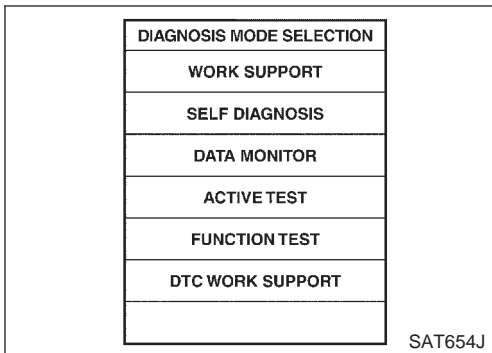 DIAGNOSIS MODE SELECTION
WORK SUPPORT
SELF DIAGNOSIS
DATA MONITOR
ACTIVE TEST
FUNCTION TEST
DTC WORK SUPPORT
SAT654J